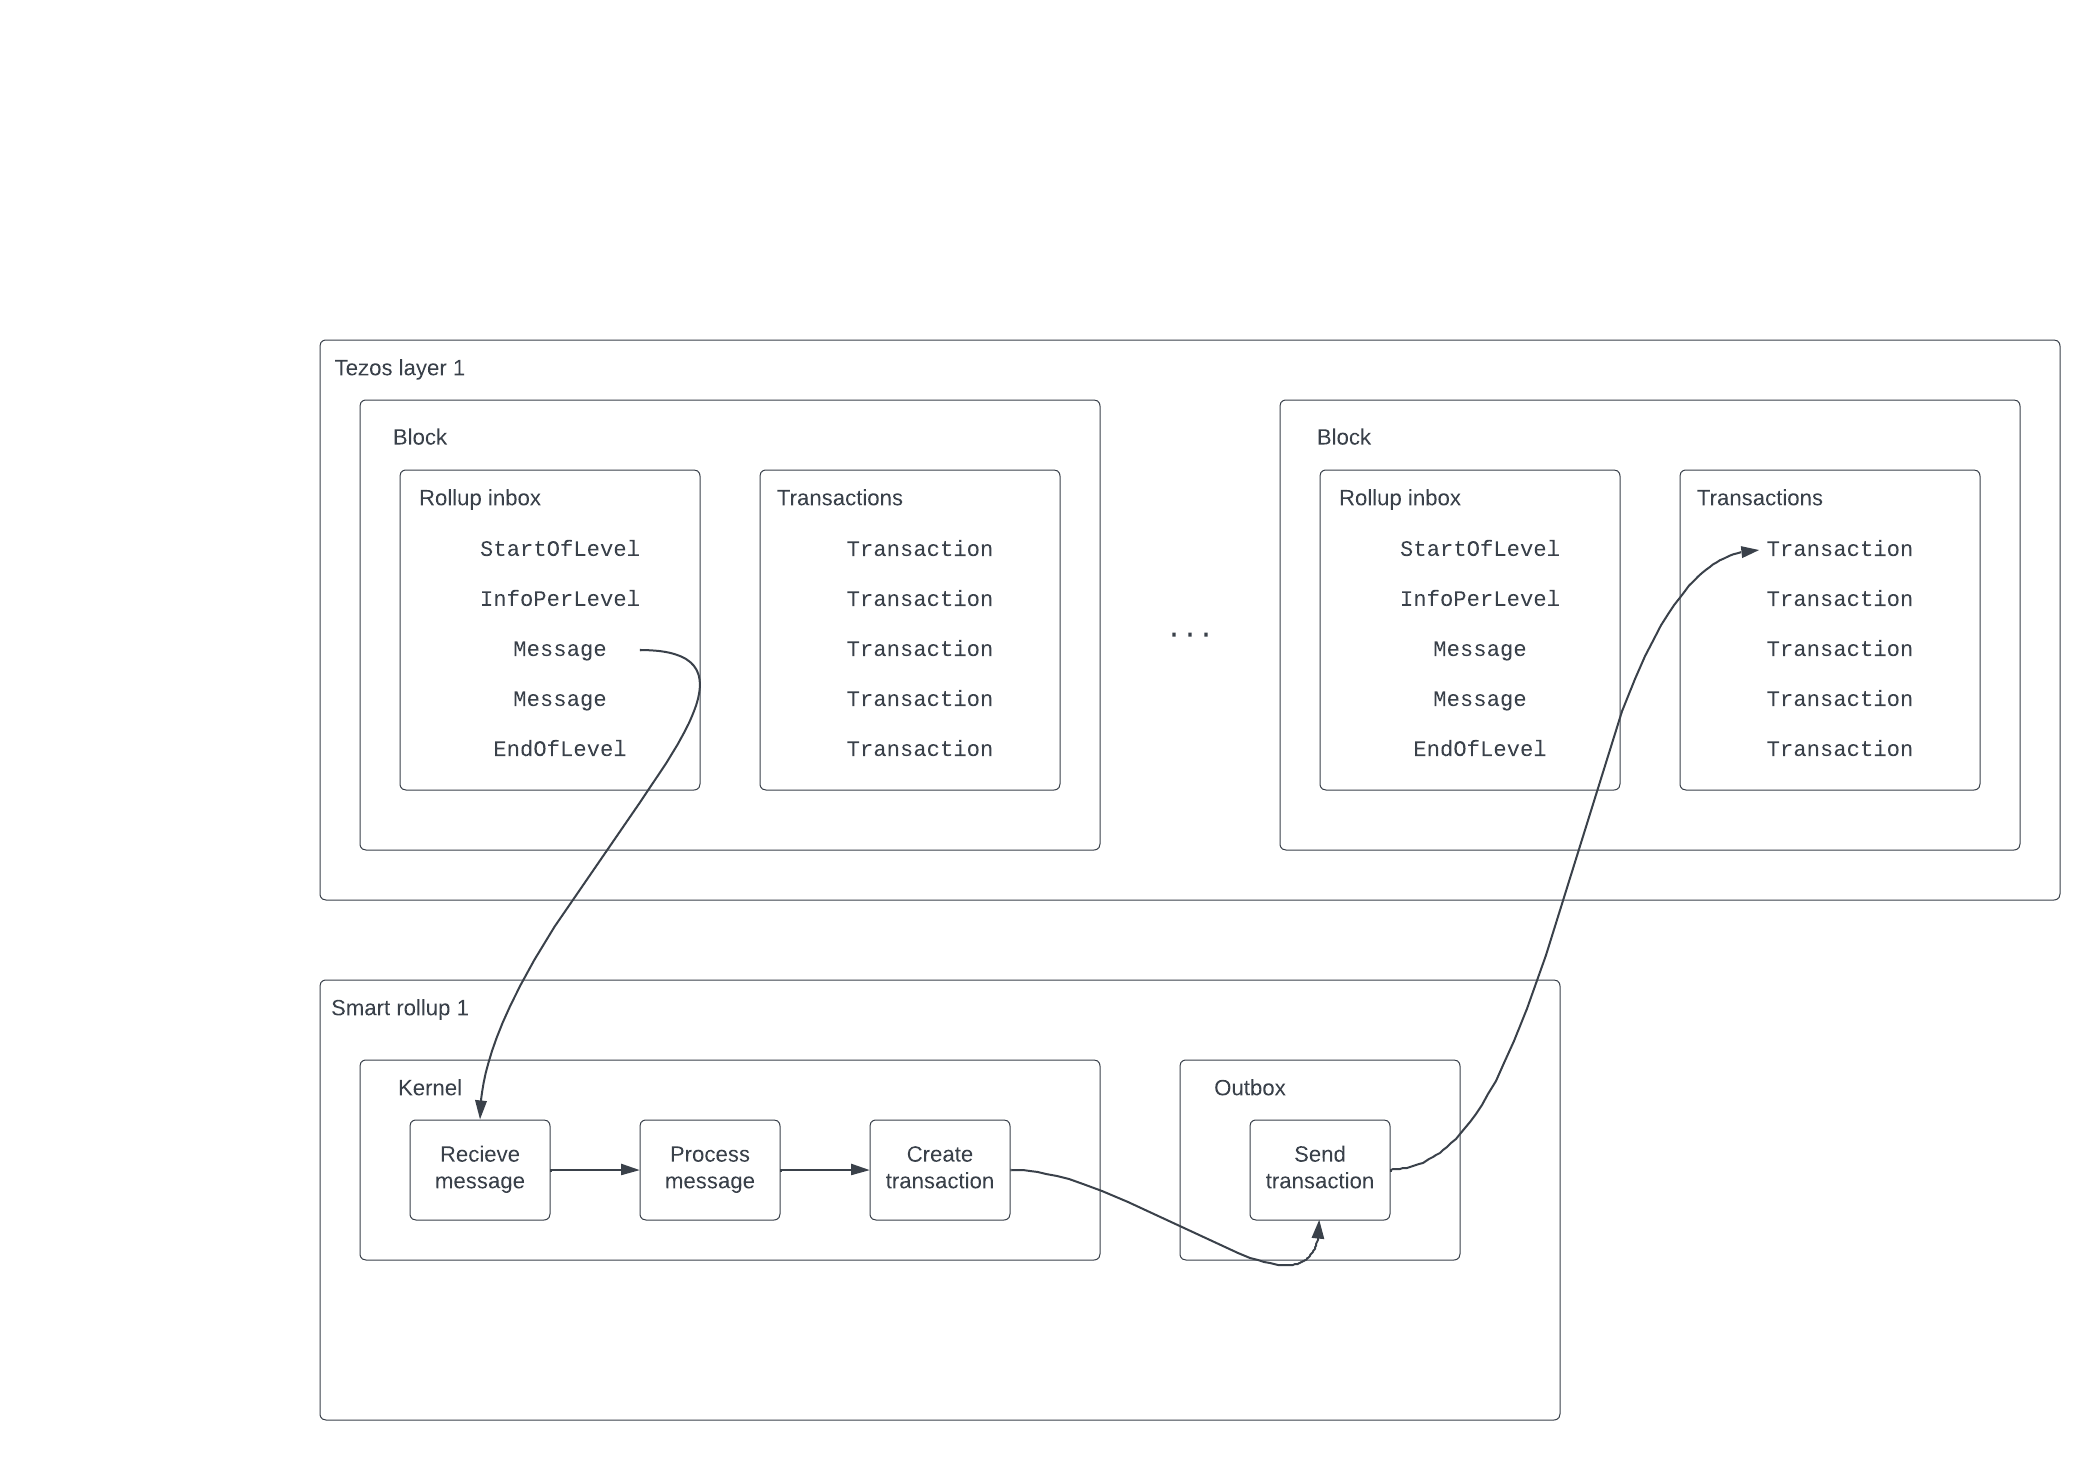 Tezos layer 1
Block
Rollup inbox
StartOfLevel
InfoPerLevel
Message
Message
EndOfLevel
Transactions
Transaction
Transaction
Transaction
Transaction
Transaction
...
Block
Rollup inbox
StartOfLevel
InfoPerLevel
Message
Message
EndOfLevel
Transactions
Transaction
Transaction
Transaction
Transaction
Transaction
Smart rollup 1
Kernel
Recieve
message
Process
message
Create
transaction
Outbox
Send
transaction